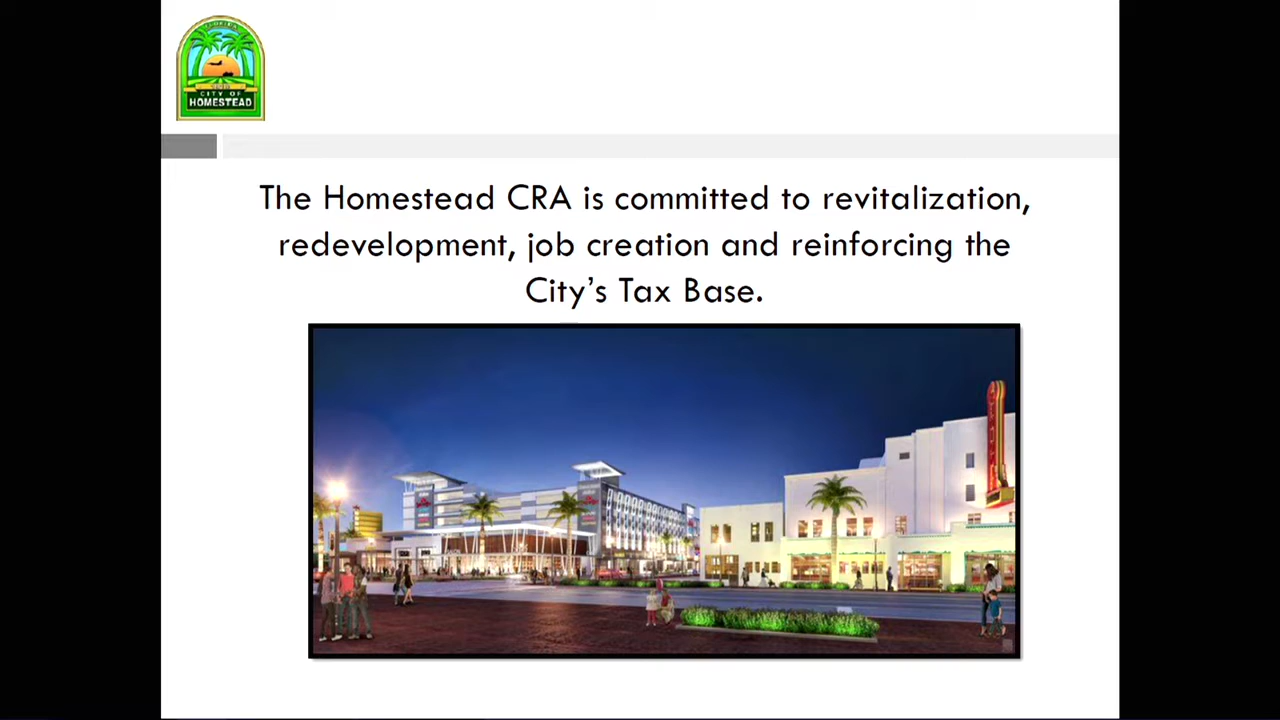 FLORIDA
CITY OF
HOMESTEAD
The Homestead CRA is committed to revitalization,
redevelopment, job creation and reinforcing the
City’s Tax Base.